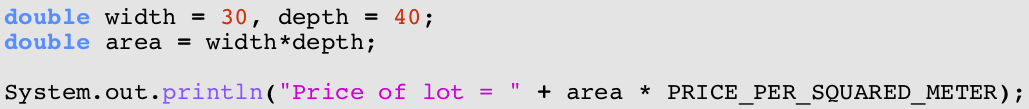 double width = 30, depth = 40;
double area = width*depth;
System.out.println("Price of lot = " + area * PRICE_PER_SQUARED_METER);